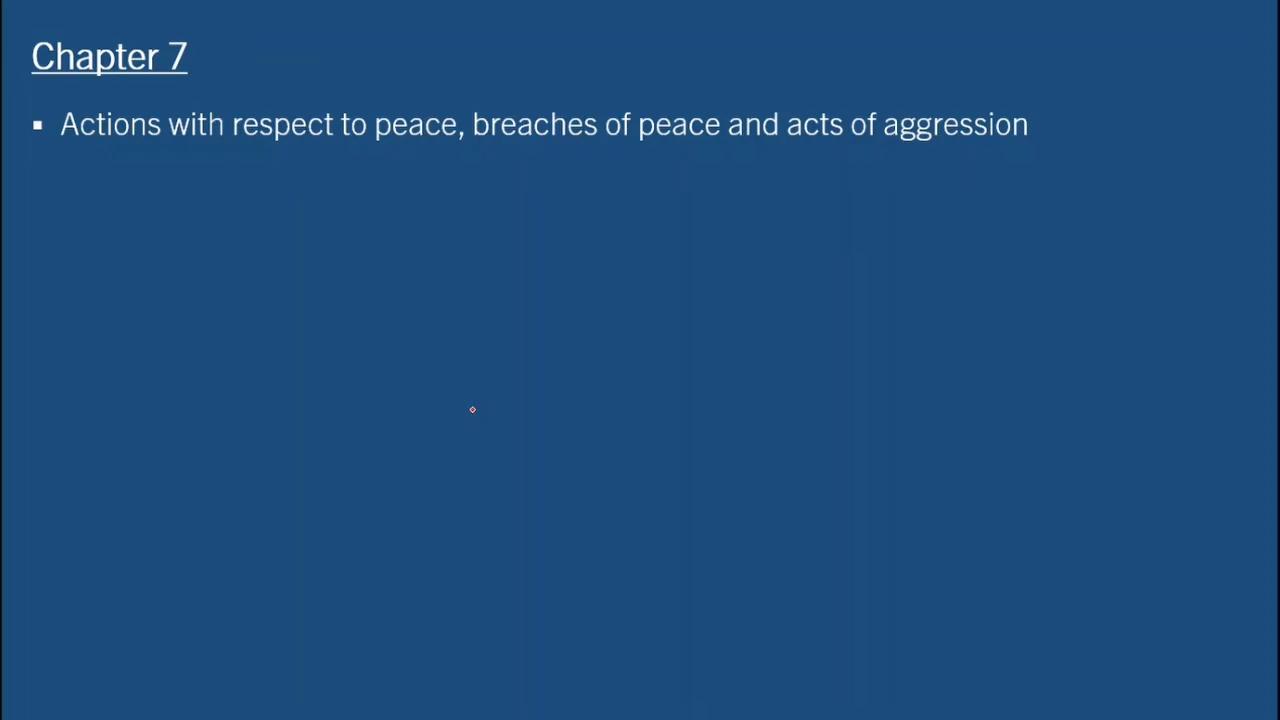 Chapter 7
▪ Actions with respect to peace, breaches of peace and acts of aggression